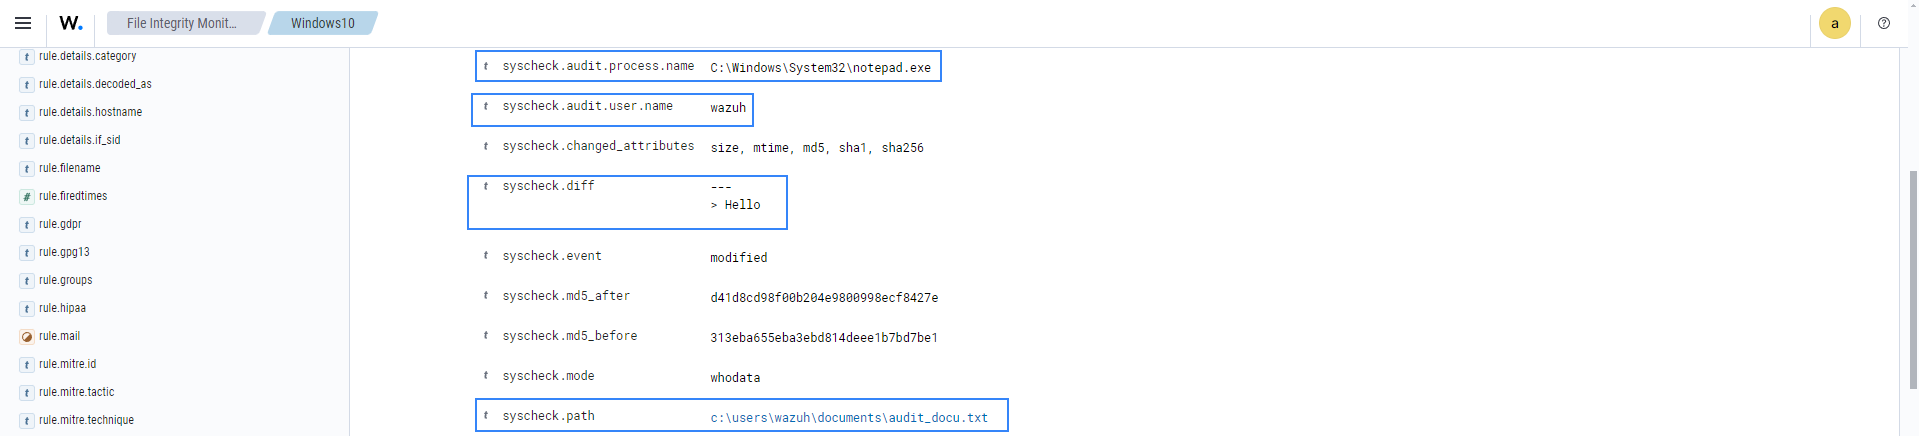 W. File Integrity Monit... Windows10 a ?
t rule.details.category
t rule.details.decoded_as
t rule.details.hostname
t rule.details.if_sid
t rule.filename
# rule.firedtimes
t rule.gdpr
t rule.gpg13
t rule.groups
t rule.hipaa
rule.mail
t rule.mitre.id
t rule.mitre.tactic
t rule.mitre.technique
t syscheck.audit.process.name C:\Windows\System32\notepad.exe
t syscheck.audit.user.name wazuh
t syscheck.changed_attributes size, mtime, md5, sha1, sha256
t syscheck.diff ---
> Hello
t syscheck.event modified
t syscheck.md5_after d41d8cd98f00b204e9800998ecf8427e
t syscheck.md5_before 313eba655eba3ebd814deee1b7bd7be1
t syscheck.mode whodata
t syscheck.path c:\users\wazuh\documents\audit_docu.txt